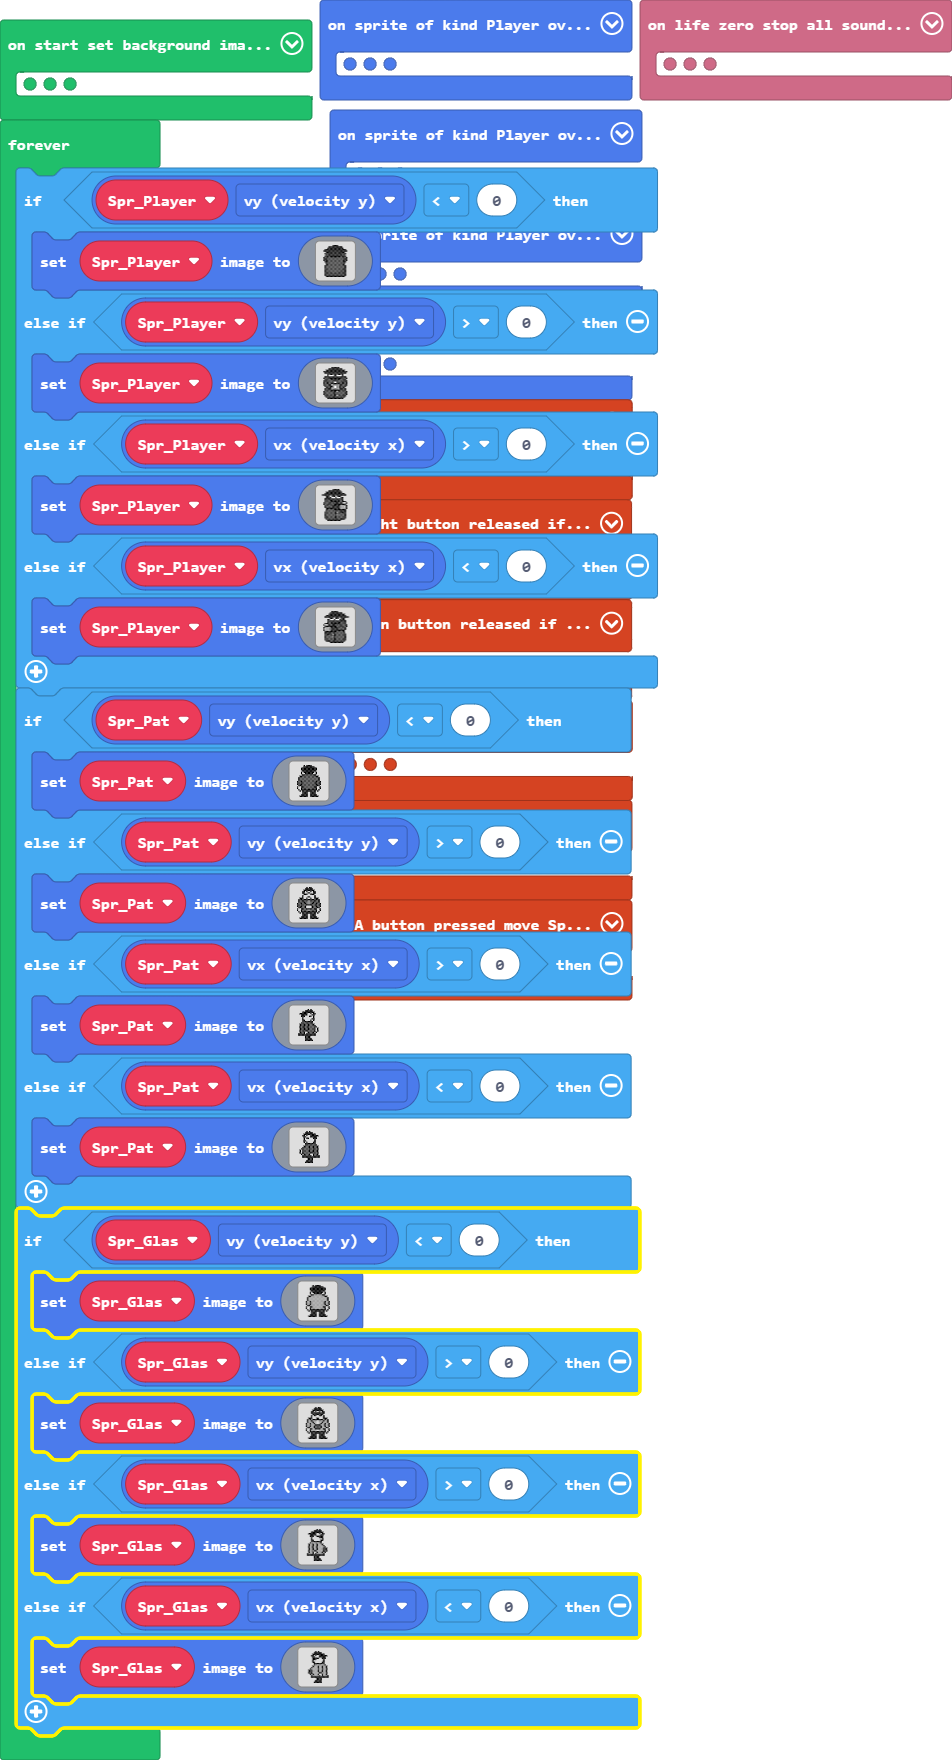 on start set background ima...
on sprite of kind Player ov...
on life zero stop all sound...
on sprite of kind Player ov...
forever
if Spr_Player vy (velocity y) < 0 then
rite of kind Player ov...
set Spr_Player image to
else if Spr_Player vy (velocity y) > 0 then
set Spr_Player image to
else if Spr_Player vx (velocity x) > 0 then
set Spr_Player image to
ht button released if...
else if Spr_Player vx (velocity x) < 0 then
set Spr_Player image to
n button released if ...
if Spr_Pat vy (velocity y) < 0 then
set Spr_Pat image to
else if Spr_Pat vy (velocity y) > 0 then
set Spr_Pat image to
A button pressed move Sp...
else if Spr_Pat vx (velocity x) > 0 then
set Spr_Pat image to
else if Spr_Pat vx (velocity x) < 0 then
set Spr_Pat image to
if Spr_Glas vy (velocity y) < 0 then
set Spr_Glas image to
else if Spr_Glas vy (velocity y) > 0 then
set Spr_Glas image to
else if Spr_Glas vx (velocity x) > 0 then
set Spr_Glas image to
else if Spr_Glas vx (velocity x) < 0 then
set Spr_Glas image to